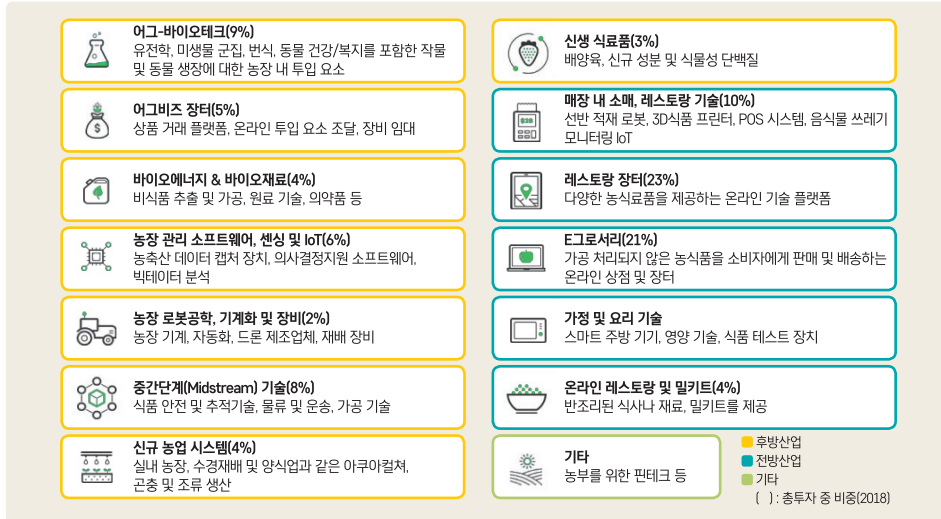 어그-바이오테크(9%)
유전학, 미생물 군집, 번식, 동물 건강/복지를 포함한 작물
및 동물 생장에 대한 농장 내 투입 요소
어그비즈 장터(5%)
상품 거래 플랫폼, 온라인 투입 요소 조달, 장비 임대
바이오에너지 & 바이오재료(4%)
비식품 추출 및 가공, 원료 기술, 의약품 등
농장 관리 소프트웨어, 센싱 및 IoT(6%)
농축산 데이터 캡처 장치, 의사결정지원 소프트웨어,
빅테이터 분석
농장 로봇공학, 기계화 및 장비(2%)
농장 기계, 자동화, 드론 제조업체, 재배 장비
중간단계(Midstream) 기술(8%)
식품 안전 및 추적기술, 물류 및 운송, 가공 기술
신규 농업 시스템(4%)
실내 농장, 수경재배 및 양식업과 같은 아쿠아컬쳐,
곤충 및 조류 생산
신생 식료품(3%)
배양육, 신규 성분 및 식물성 단백질
매장 내 소매, 레스토랑 기술(10%)
선반 적재 로봇, 3D식품 프린터, POS 시스템, 음식물 쓰레기
모니터링 IoT
레스토랑 장터(23%)
다양한 농식료품을 제공하는 온라인 기술 플랫폼
E그로서리(21%)
가공 처리되지 않은 농식품을 소비자에게 판매 및 배송하는
온라인 상점 및 장터
가정 및 요리 기술
스마트 주방 기기, 영양 기술, 식품 테스트 장치
온라인 레스토랑 및 밀키트(4%)
반조리된 식사나 재료, 밀키트를 제공
기타
농부를 위한 핀테크 등
후방산업
전방산업
기타
( ) : 총투자 중 비중(2018)